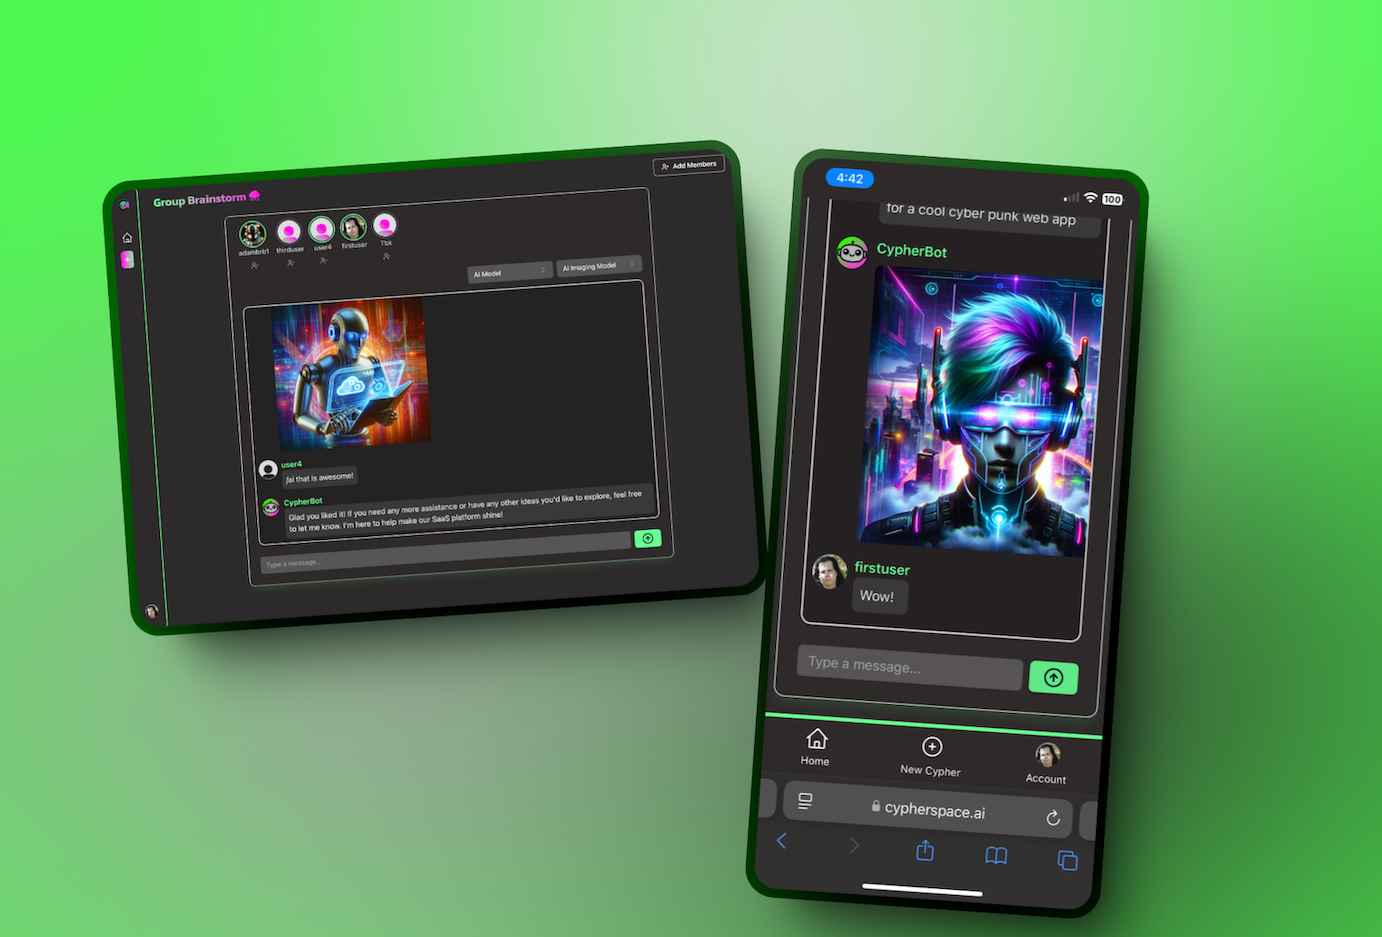 Group Brainstorm
Add Members
adambrb1
thirduser
user4
firstuser
Tbk
AI Model
AI Imaging Model
user4
/ai that is awesome!
CypherBot
Glad you liked it! If you need any more assistance or have any other ideas you'd like to explore, feel free
to let me know. I'm here to help make our SaaS platform shine!
Type a message...
4:42
100
for a cool cyber punk web app
CypherBot
firstuser
Wow!
Type a message...
Home
New Cypher
Account
cypherspace.ai